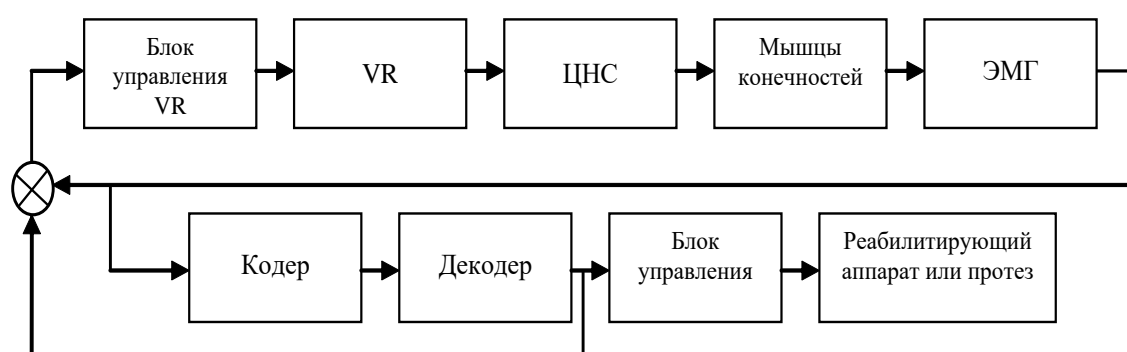 Блок
управления
VR
VR
ЦНС
Мышцы
конечностей
ЭМГ
Кодер
Декодер
Блок
управления
Реабилитирующий
аппарат или протез